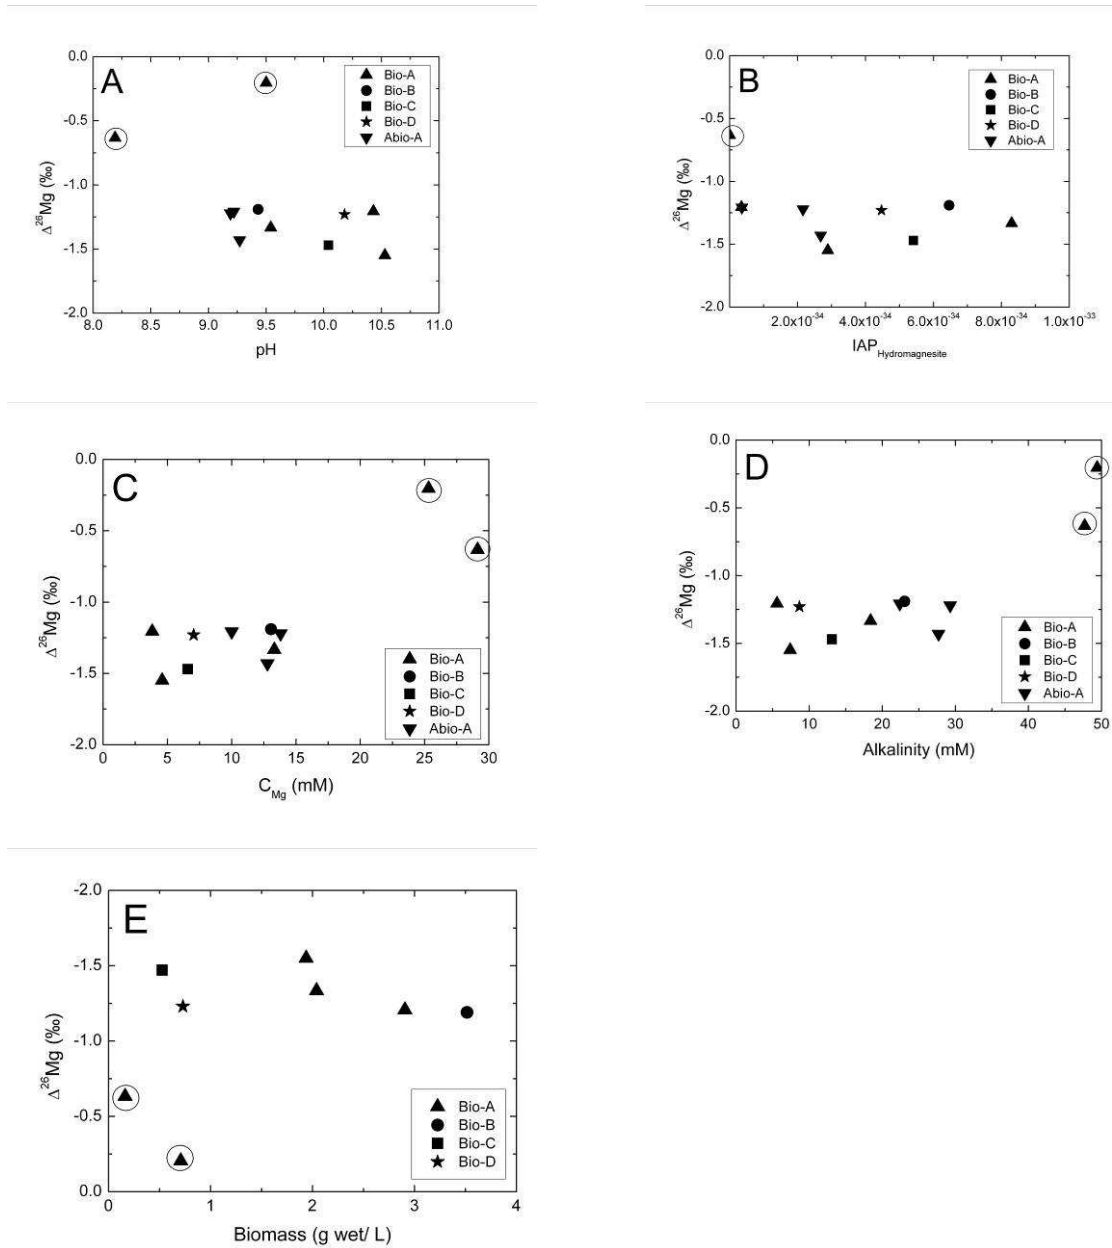 A
0.0
-0.5
-1.0
-1.5
-2.0
Δ26Mg (‰)
8.0 8.5 9.0 9.5 10.0 10.5 11.0
pH
Bio-A
Bio-B
Bio-C
Bio-D
Abio-A
B
0.0
-0.5
-1.0
-1.5
-2.0
Δ26Mg (‰)
2.0x10-34 4.0x10-34 6.0x10-34 8.0x10-34 1.0x10-33
IAPHydromagnesite
Bio-A
Bio-B
Bio-C
Bio-D
Abio-A
C
0.0
-0.5
-1.0
-1.5
-2.0
Δ26Mg (‰)
0 5 10 15 20 25 30
CMg (mM)
Bio-A
Bio-B
Bio-C
Bio-D
Abio-A
D
0.0
-0.5
-1.0
-1.5
-2.0
Δ26Mg (‰)
0 10 20 30 40 50
Alkalinity (mM)
Bio-A
Bio-B
Bio-C
Bio-D
Abio-A
E
-2.0
-1.5
-1.0
-0.5
0.0
Δ26Mg (‰)
0 1 2 3 4
Biomass (g wet/ L)
Bio-A
Bio-B
Bio-C
Bio-D